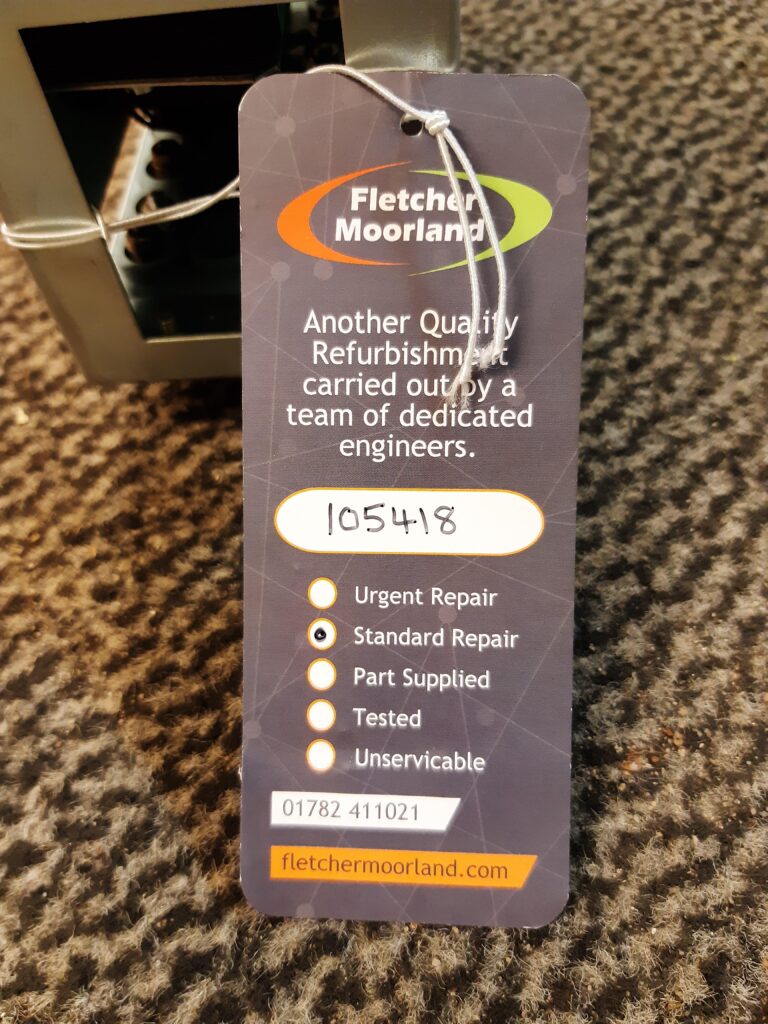 Fletcher
Moorland
Another Quality
Refurbishment
carried out by a
team of dedicated
engineers.
105418
Urgent Repair
Standard Repair
Part Supplied
Tested
Unservicable
01782 411021
fletchermoorland.com